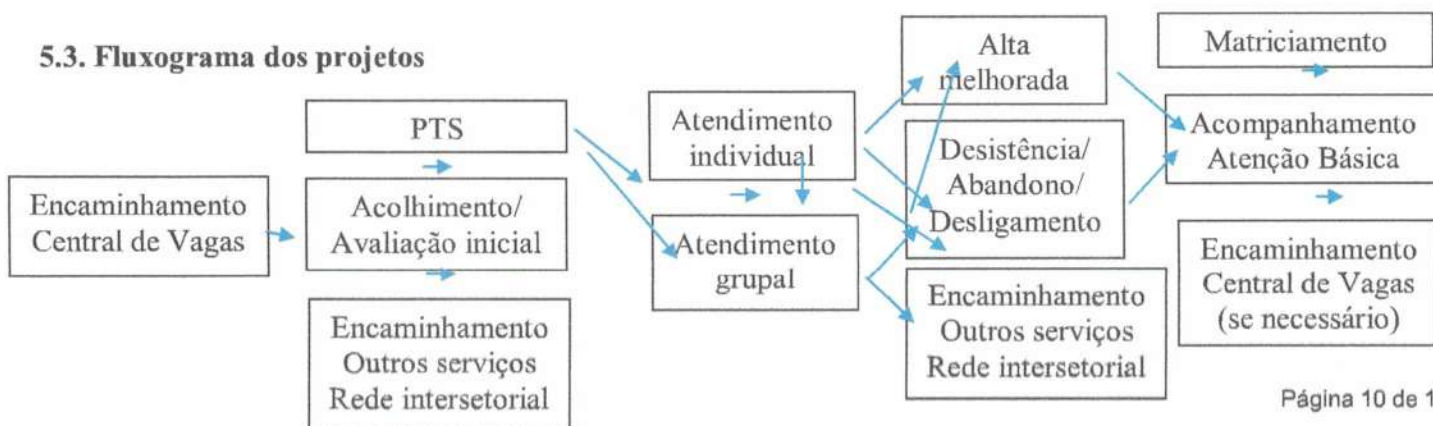 5.3. Fluxograma dos projetos
Encaminhamento
Central de Vagas
PTS
Acolhimento/
Avaliação inicial
Encaminhamento
Outros serviços
Rede intersetorial
Atendimento
individual
Atendimento
grupal
Alta
melhorada
Desistência/
Abandono/
Desligamento
Encaminhamento
Outros serviços
Rede intersetorial
Matriciamento
Acompanhamento
Atenção Básica
Encaminhamento
Central de Vagas
(se necessário)
Página 10 de 1